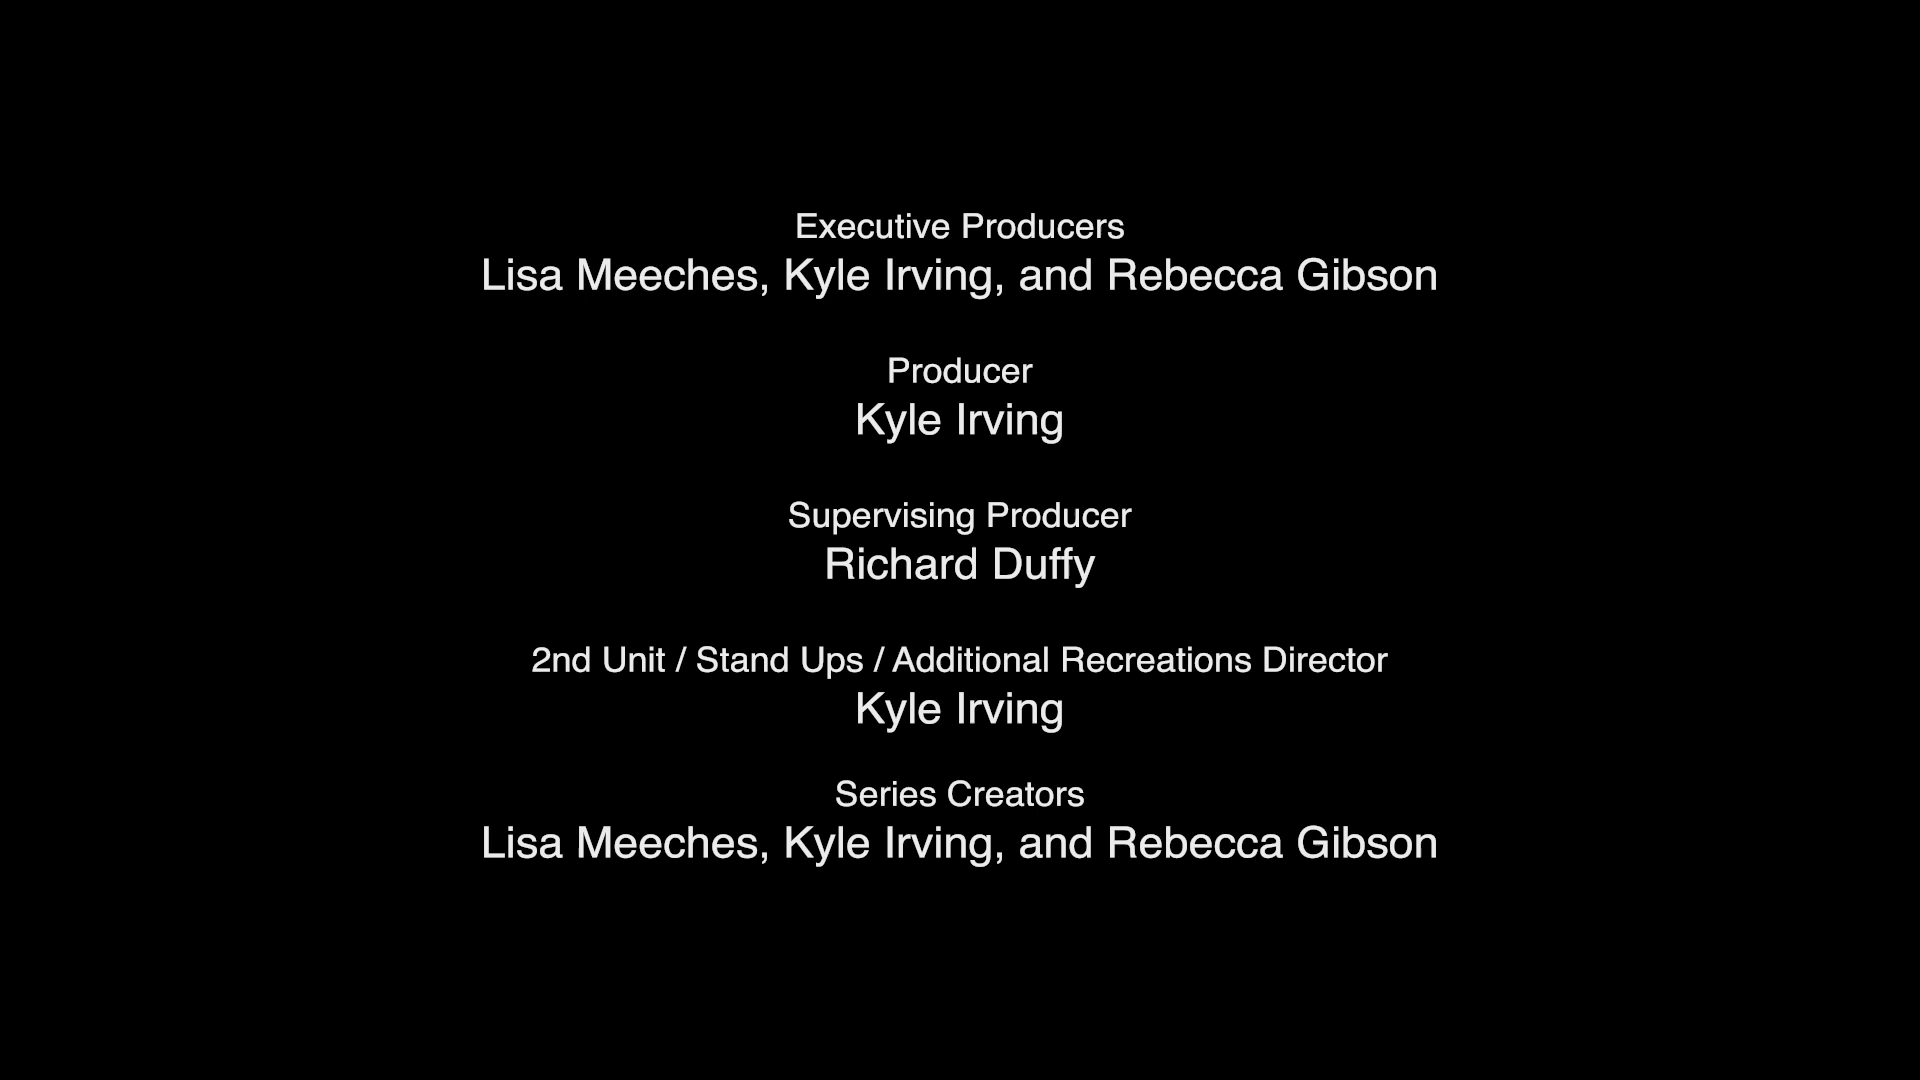 Executive Producers
Lisa Meeches, Kyle Irving, and Rebecca Gibson
Producer
Kyle Irving
Supervising Producer
Richard Duffy
2nd Unit / Stand Ups / Additional Recreations Director
Kyle Irving
Series Creators
Lisa Meeches, Kyle Irving, and Rebecca Gibson